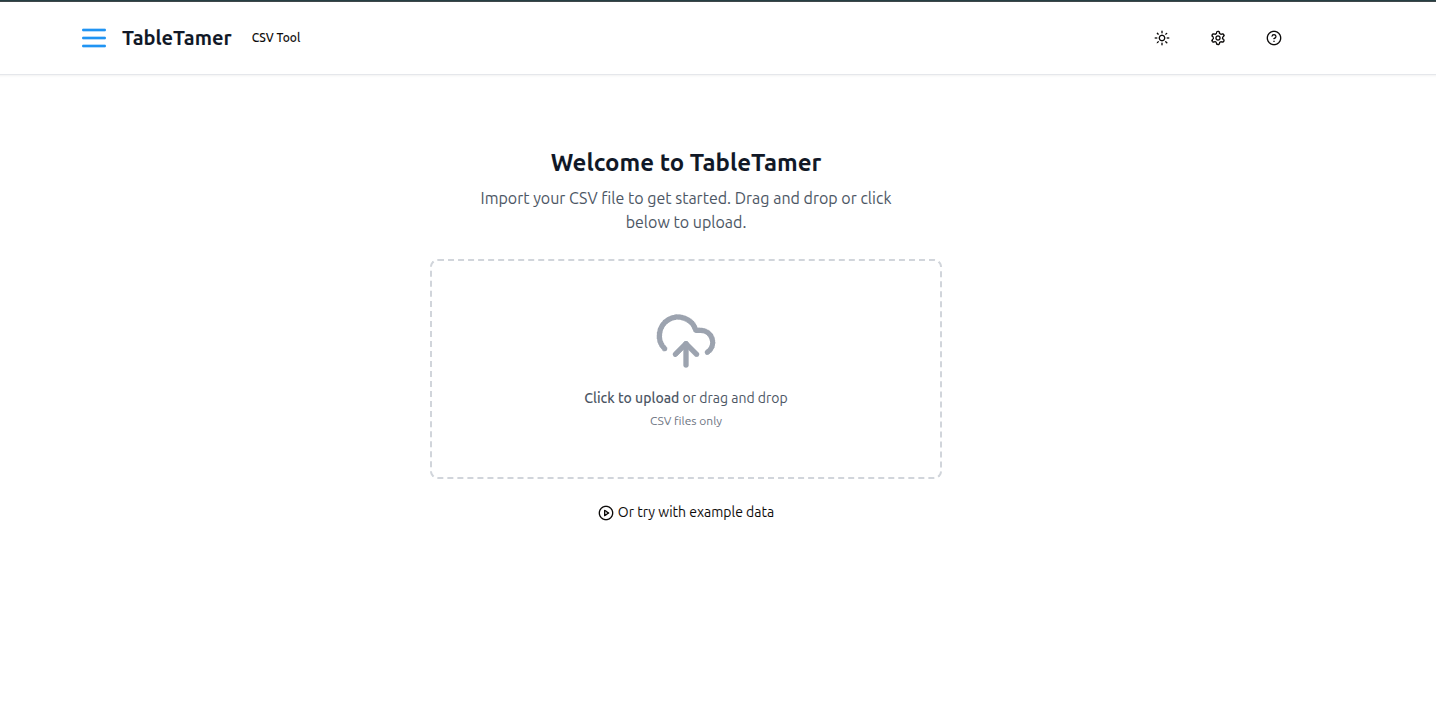 TableTamer CSV Tool
Welcome to TableTamer
Import your CSV file to get started. Drag and drop or click
below to upload.
Click to upload or drag and drop
CSV files only
Or try with example data